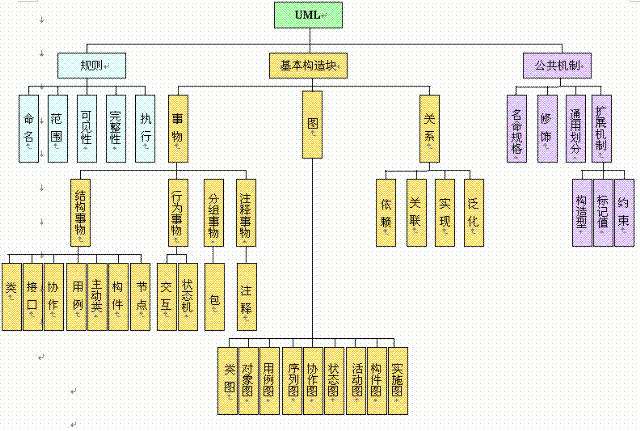 UML
规则
基本构造块
公共机制
命名
范围
可见性
完整性
执行
事物
图
关系
名命规格
修饰
通用划分
扩展机制
结构事物
行为事物
分组事物
注释事物
依赖
关联
实现
泛化
构造型
标记值
约束
类
接口
协作
用例
主动类
构件
节点
交互
状态机
包
注释
类图
对象图
用例图
序列图
协作图
状态图
活动图
构件图
实施图